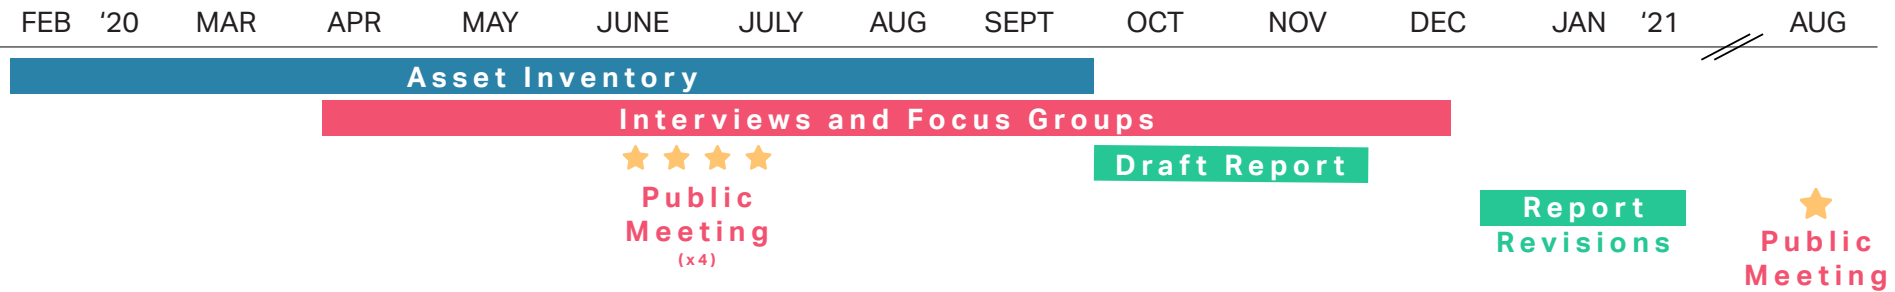 FEB ‘20 MAR APR MAY JUNE JULY AUG SEPT OCT NOV DEC JAN ‘21 AUG
Asset Inventory
Interviews and Focus Groups
Draft Report
Public
Meeting
(x4)
Report
Revisions
Public
Meeting